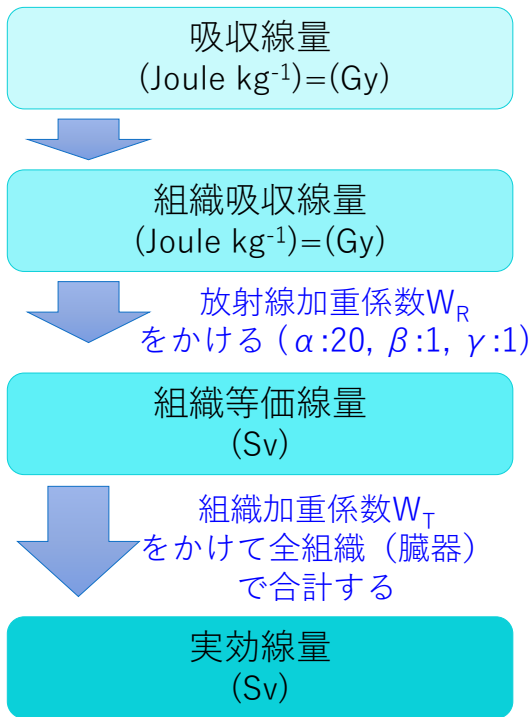 吸収線量
(Joule kg-1)=(Gy)
組織吸収線量
(Joule kg-1)=(Gy)
放射線加重係数WR
をかける (α:20, β:1, γ:1)
組織等価線量
(Sv)
組織加重係数WT
をかけて全組織（臓器）
で合計する
実効線量
(Sv)